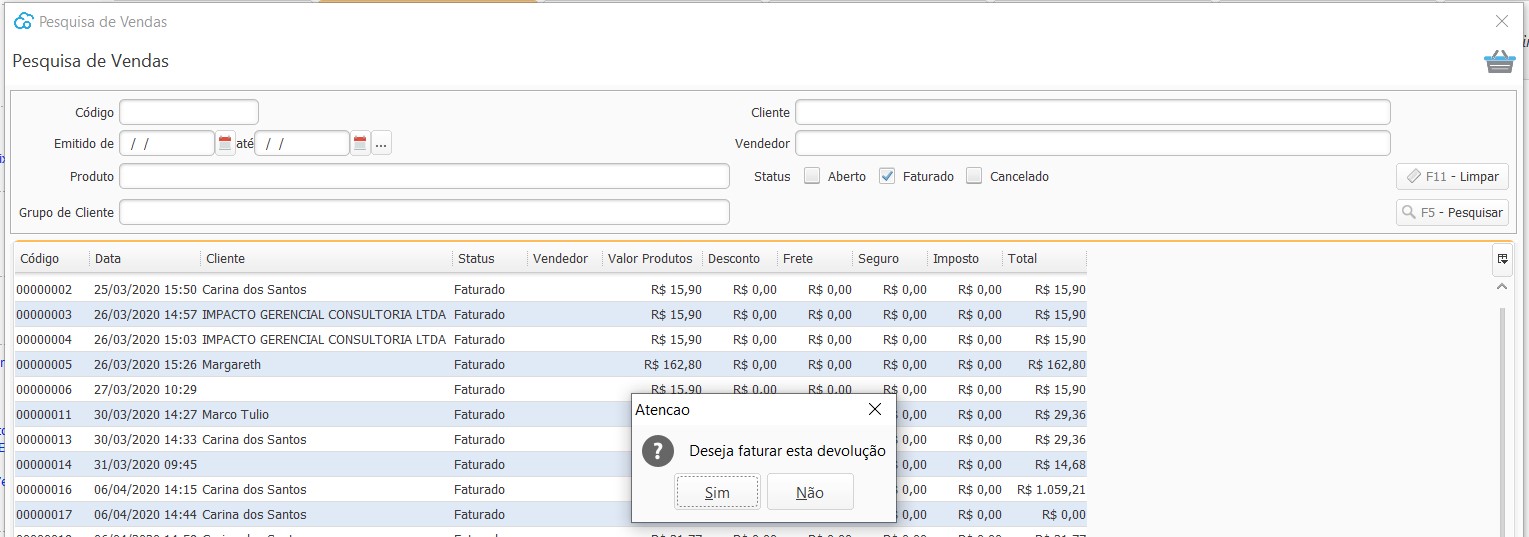 Pesquisa de Vendas
Pesquisa de Vendas
Código
Cliente
Emitido de / / até / / ...
Vendedor
Produto
Status Aberto Faturado Cancelado
F11 - Limpar
Grupo de Cliente
F5 - Pesquisar
Código Data Cliente Status Vendedor Valor Produtos Desconto Frete Seguro Imposto Total
00000002 25/03/2020 15:50 Carina dos Santos Faturado R$ 15,90 R$ 0,00 R$ 0,00 R$ 0,00 R$ 0,00 R$ 15,90
00000003 26/03/2020 14:57 IMPACTO GERENCIAL CONSULTORIA LTDA Faturado R$ 15,90 R$ 0,00 R$ 0,00 R$ 0,00 R$ 0,00 R$ 15,90
00000004 26/03/2020 15:03 IMPACTO GERENCIAL CONSULTORIA LTDA Faturado R$ 15,90 R$ 0,00 R$ 0,00 R$ 0,00 R$ 0,00 R$ 15,90
00000005 26/03/2020 15:26 Margareth Faturado R$ 162,80 R$ 0,00 R$ 0,00 R$ 0,00 R$ 0,00 R$ 162,80
00000006 27/03/2020 10:29 Faturado R$ 15,90 R$ 0,00 R$ 0,00 R$ 0,00 R$ 0,00 R$ 15,90
00000011 30/03/2020 14:27 Marco Tulio Faturado 0,00 R$ 0,00 R$ 29,36
00000013 30/03/2020 14:33 Carina dos Santos Faturado 0,00 R$ 0,00 R$ 29,36
00000014 31/03/2020 09:45 Faturado 0,00 R$ 0,00 R$ 14,68
00000016 06/04/2020 14:15 Carina dos Santos Faturado 0,00 R$ 0,00 R$ 1.059,21
00000017 06/04/2020 14:44 Carina dos Santos Faturado 0,00 R$ 0,00 R$ 0,00
Atencao
Deseja faturar esta devolução
Sim Não